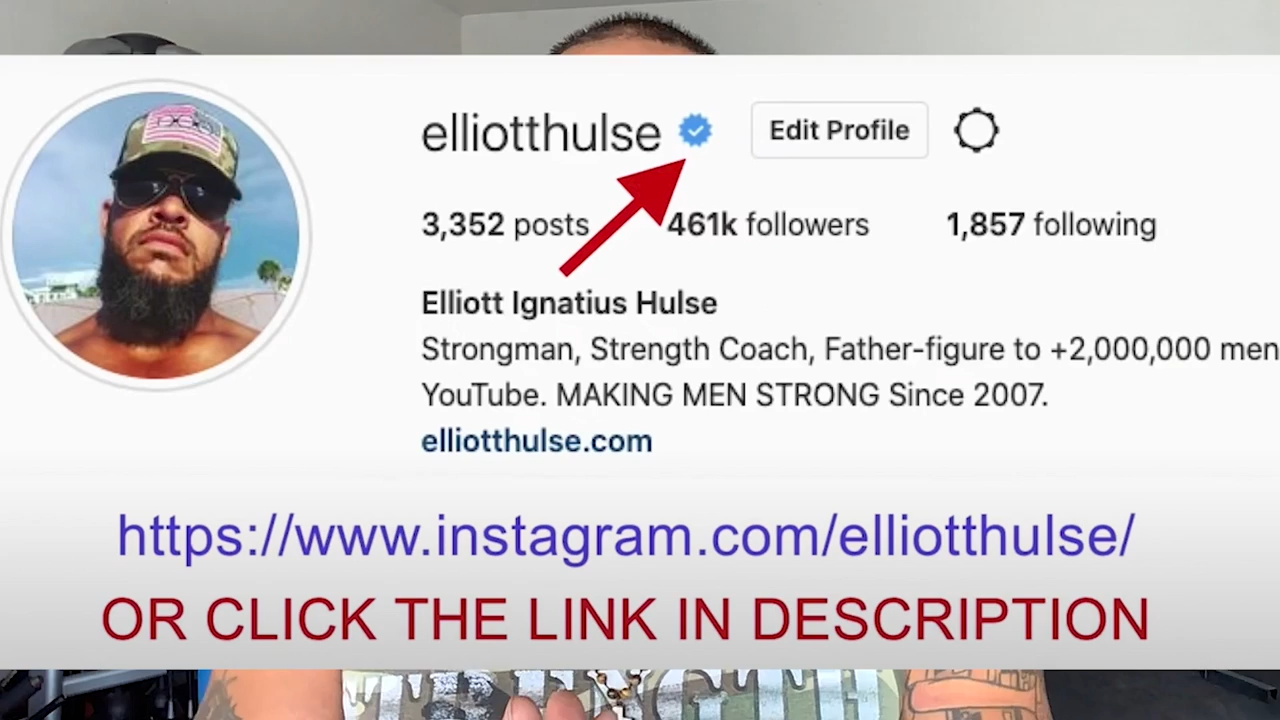 elliotthulse
Edit Profile
3,352 posts 461k followers 1,857 following
Elliott Ignatius Hulse
Strongman, Strength Coach, Father-figure to +2,000,000 men
YouTube. MAKING MEN STRONG Since 2007.
elliotthulse.com
https://www.instagram.com/elliotthulse/
OR CLICK THE LINK IN DESCRIPTION